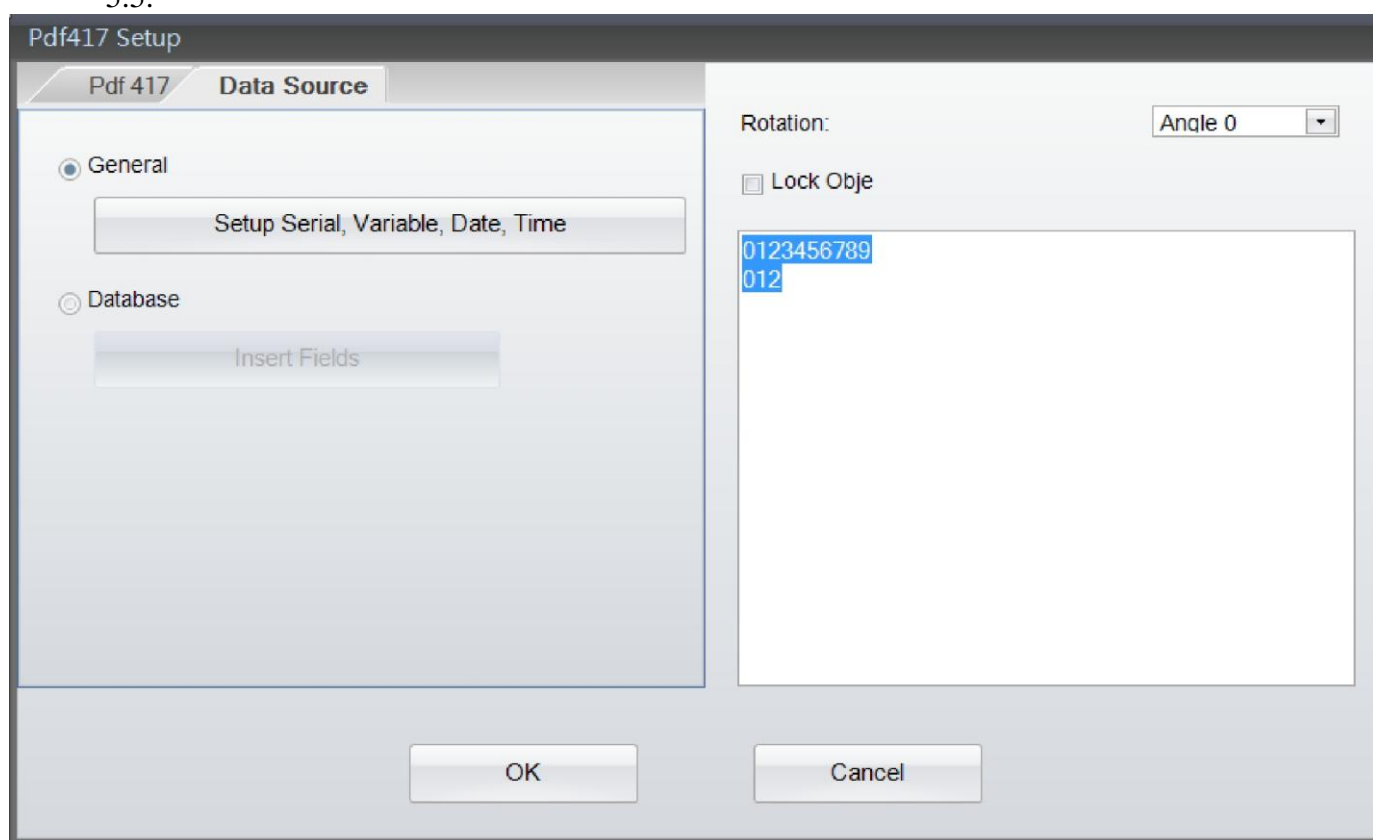 Pdf417 Setup
Pdf 417
Data Source
General
Setup Serial, Variable, Date, Time
Database
Insert Fields
Rotation:
Angle 0
Lock Obje
0123456789
012
OK
Cancel